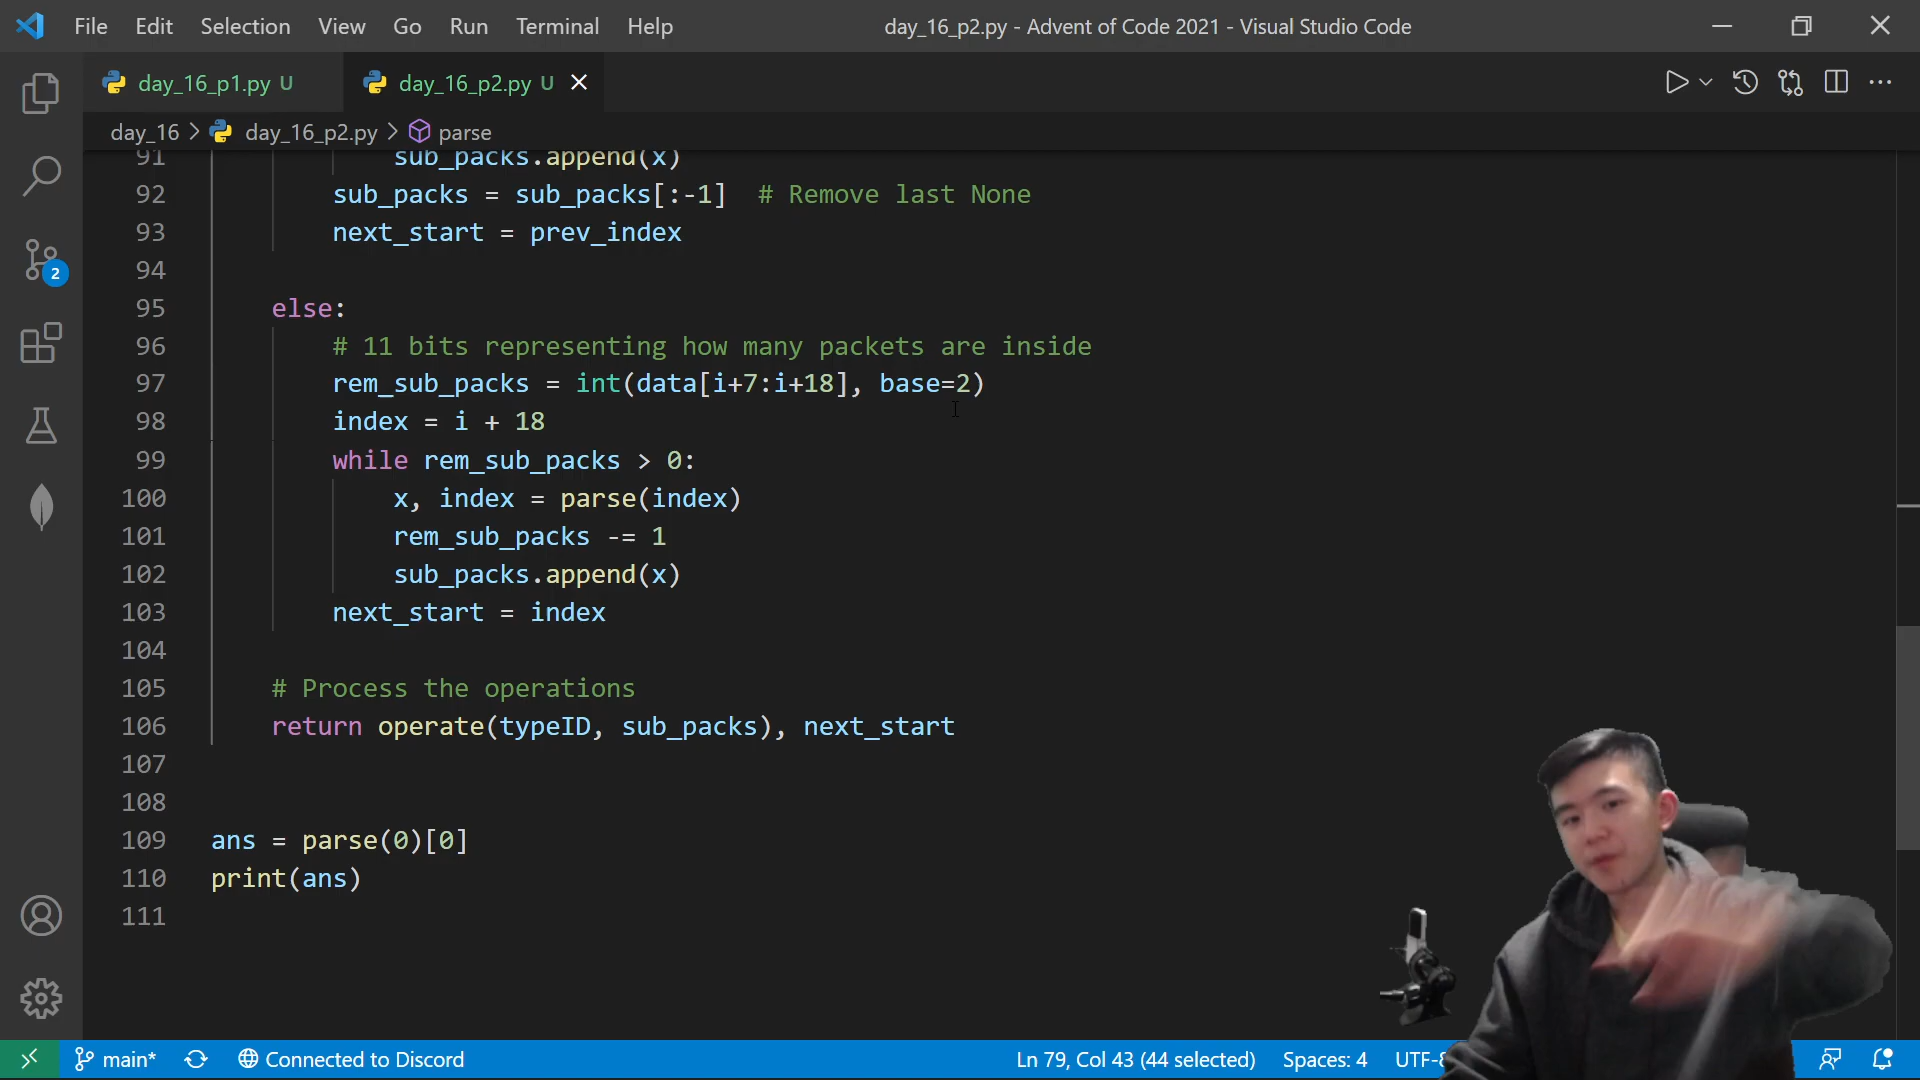 File Edit Selection View Go Run Terminal Help day_16_p2.py - Advent of Code 2021 - Visual Studio Code
day_16_p1.py U day_16_p2.py U
day_16 > day_16_p2.py > parse
91 sub_packs.append(x)
92 sub_packs = sub_packs[:-1] # Remove last None
93 next_start = prev_index
94
95 else:
96 # 11 bits representing how many packets are inside
97 rem_sub_packs = int(data[i+7:i+18], base=2)
98 index = i + 18
99 while rem_sub_packs > 0:
100 x, index = parse(index)
101 rem_sub_packs -= 1
102 sub_packs.append(x)
103 next_start = index
104
105 # Process the operations
106 return operate(typeID, sub_packs), next_start
107
108
109 ans = parse(0)[0]
110 print(ans)
111
2
main* Connected to Discord Ln 79, Col 43 (44 selected) Spaces: 4 UTF-8